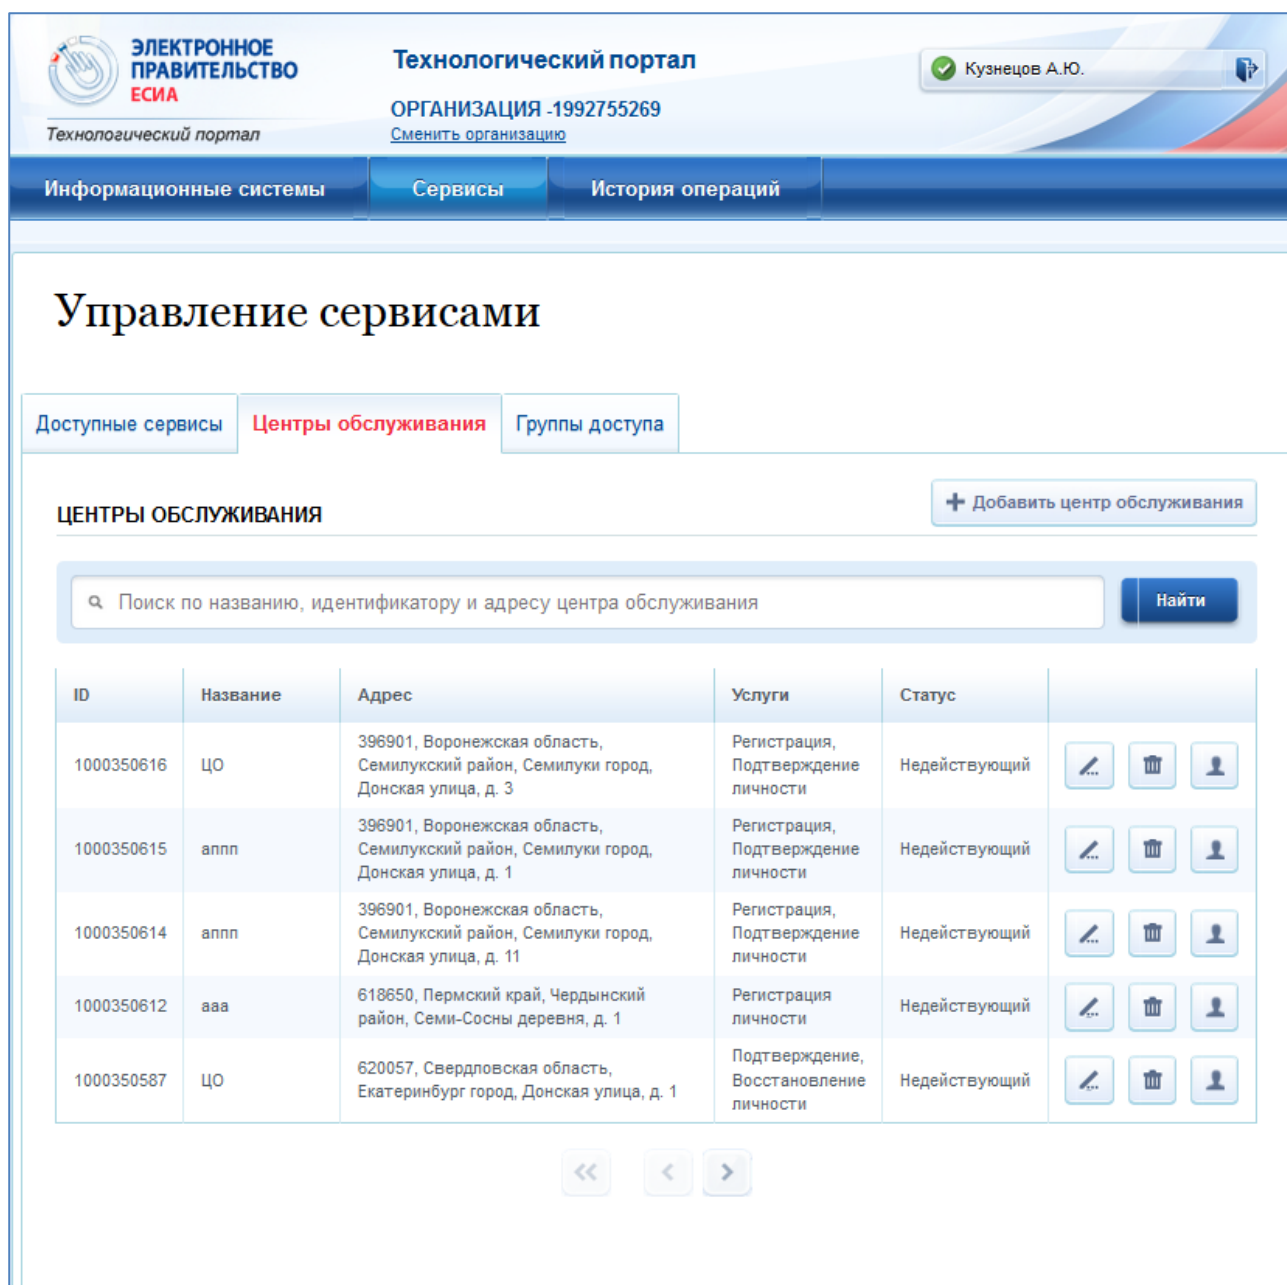 ЭЛЕКТРОННОЕ
ПРАВИТЕЛЬСТВО
ЕСИА
Технологический портал
Технологический портал
ОРГАНИЗАЦИЯ -1992755269
Сменить организацию
Кузнецов А.Ю.
Информационные системы
Сервисы
История операций
Управление сервисами
Доступные сервисы
Центры обслуживания
Группы доступа
ЦЕНТРЫ ОБСЛУЖИВАНИЯ
Добавить центр обслуживания
Поиск по названию, идентификатору и адресу центра обслуживания
Найти
ID Название Адрес Услуги Статус
1000350616 ЦО
396901, Воронежская область,
Семилукский район, Семилуки город,
Донская улица, д. 3
Регистрация,
Подтверждение
личности
Недействующий
1000350615 аппп
396901, Воронежская область,
Семилукский район, Семилуки город,
Донская улица, д. 1
Регистрация,
Подтверждение
личности
Недействующий
1000350614 аппп
396901, Воронежская область,
Семилукский район, Семилуки город,
Донская улица, д. 11
Регистрация,
Подтверждение
личности
Недействующий
1000350612 ааа
618650, Пермский край, Чердынский
район, Семи-Сосны деревня, д. 1
Регистрация
личности
Недействующий
1000350587 ЦО
620057, Свердловская область,
Екатеринбург город, Донская улица, д. 1
Подтверждение,
Восстановление
личности
Недействующий